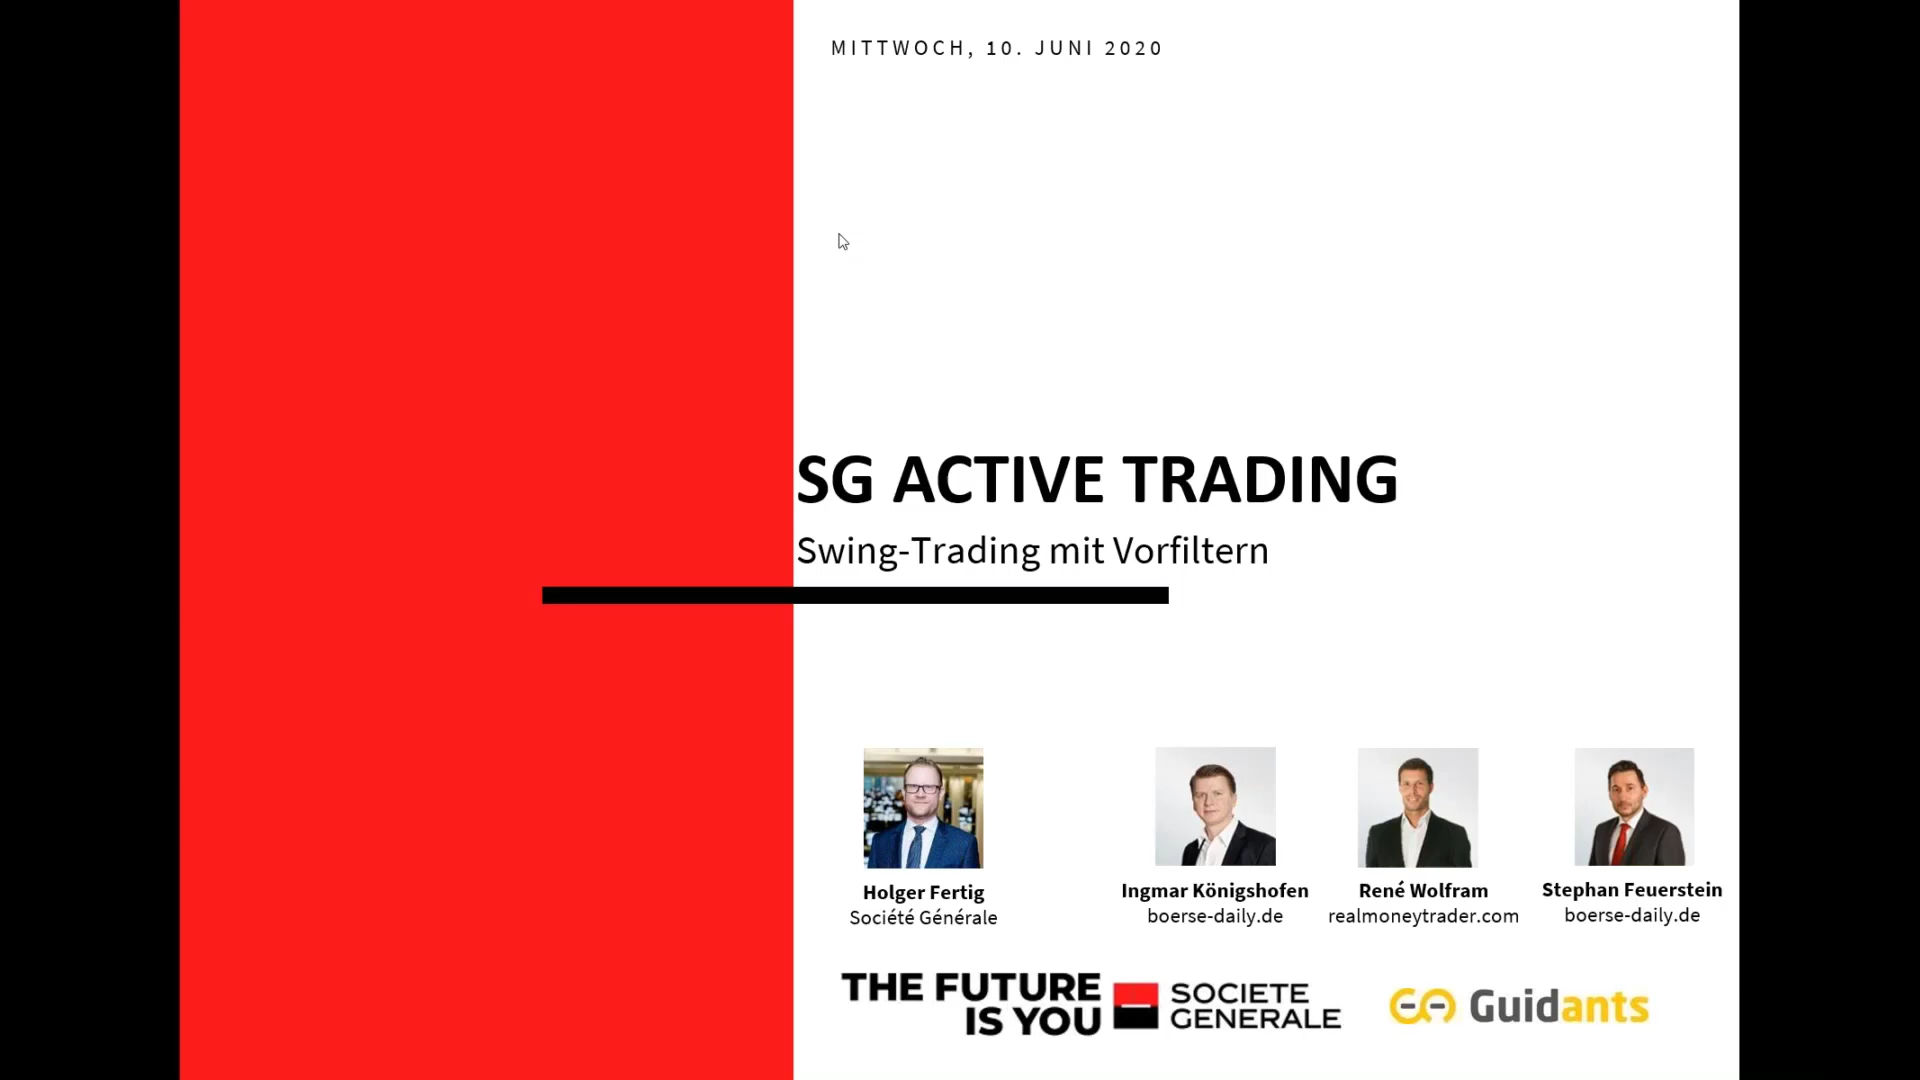 MITTWOCH, 10. JUNI 2020
SG ACTIVE TRADING
Swing-Trading mit Vorfiltern
Holger Fertig
Société Générale
Ingmar Königshofen
boerse-daily.de
René Wolfram
realmoneytrader.com
Stephan Feuerstein
boerse-daily.de
THE FUTURE
IS YOU
SOCIETE
GENERALE
Guidants